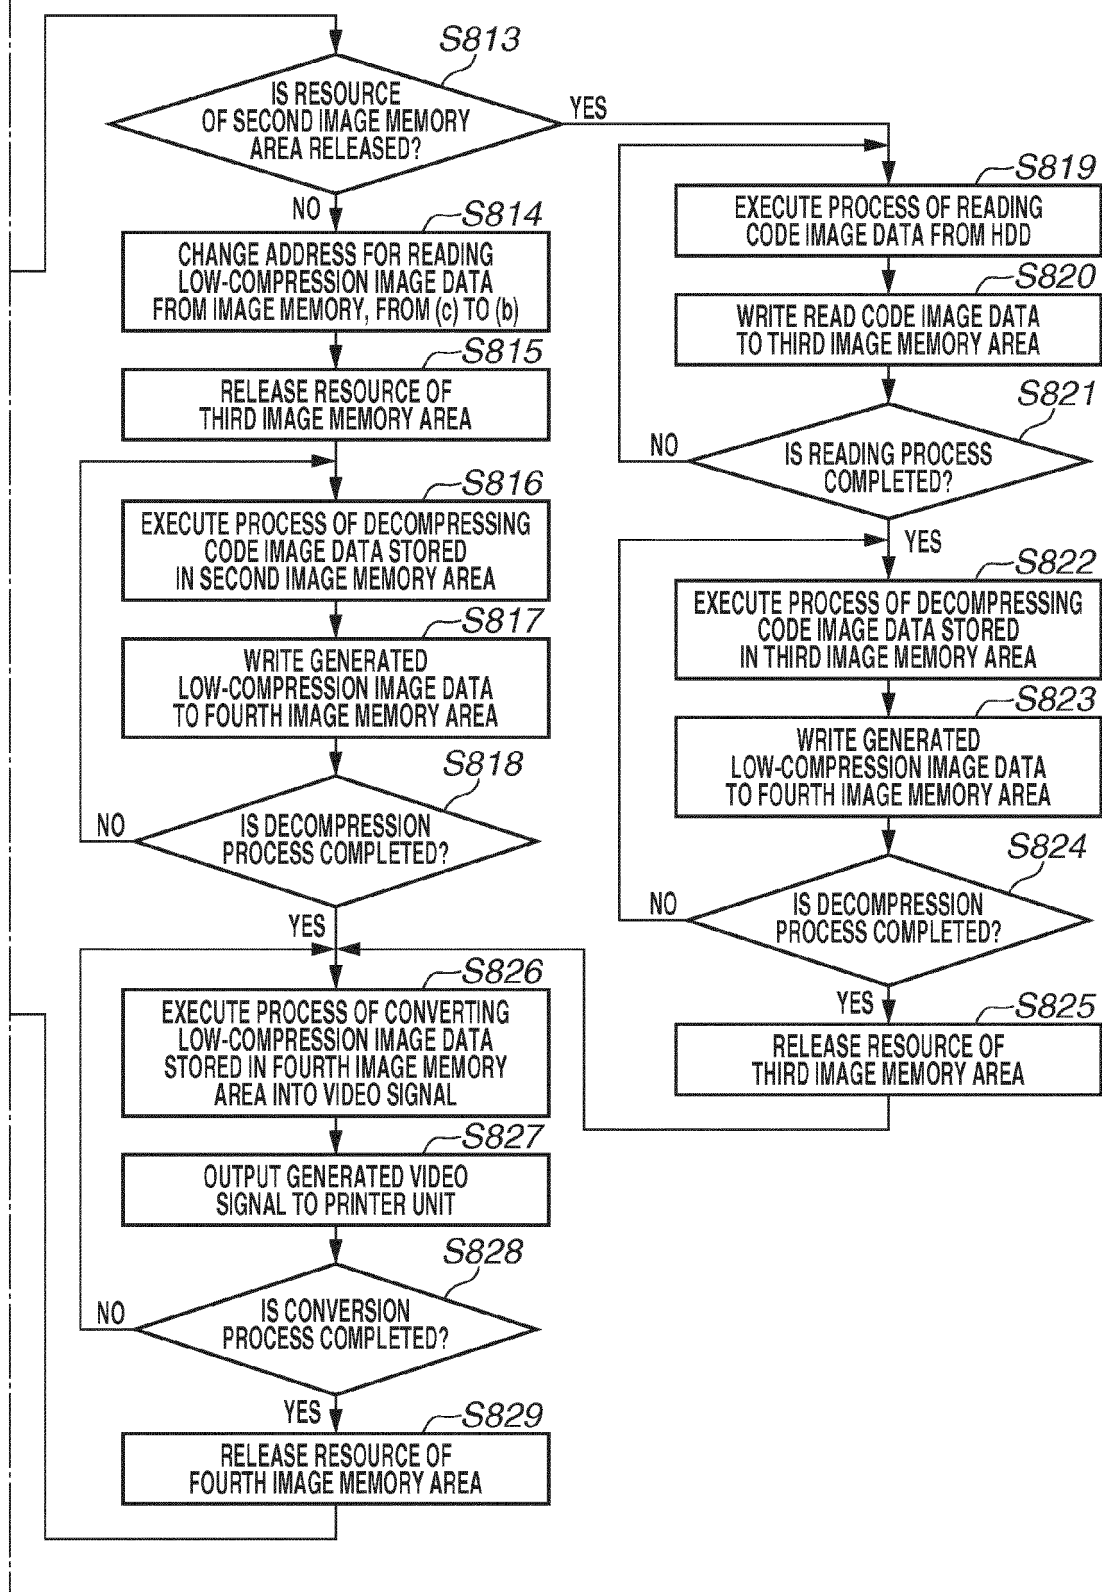 S813
IS RESOURCE
OF SECOND IMAGE MEMORY
AREA RELEASED?
YES
NO
S814
CHANGE ADDRESS FOR READING
LOW-COMPRESSION IMAGE DATA
FROM IMAGE MEMORY, FROM (c) TO (b)
S815
RELEASE RESOURCE OF
THIRD IMAGE MEMORY AREA
S816
EXECUTE PROCESS OF DECOMPRESSING
CODE IMAGE DATA STORED
IN SECOND IMAGE MEMORY AREA
S817
WRITE GENERATED
LOW-COMPRESSION IMAGE DATA
TO FOURTH IMAGE MEMORY AREA
S818
IS DECOMPRESSION
PROCESS COMPLETED?
NO
YES
S819
EXECUTE PROCESS OF READING
CODE IMAGE DATA FROM HDD
S820
WRITE READ CODE IMAGE DATA
TO THIRD IMAGE MEMORY AREA
S821
IS READING PROCESS
COMPLETED?
NO
YES
S822
EXECUTE PROCESS OF DECOMPRESSING
CODE IMAGE DATA STORED
IN THIRD IMAGE MEMORY AREA
S823
WRITE GENERATED
LOW-COMPRESSION IMAGE DATA
TO FOURTH IMAGE MEMORY AREA
S824
IS DECOMPRESSION
PROCESS COMPLETED?
NO
YES
S825
RELEASE RESOURCE OF
THIRD IMAGE MEMORY AREA
S826
EXECUTE PROCESS OF CONVERTING
LOW-COMPRESSION IMAGE DATA
STORED IN FOURTH IMAGE MEMORY
AREA INTO VIDEO SIGNAL
S827
OUTPUT GENERATED VIDEO
SIGNAL TO PRINTER UNIT
S828
IS CONVERSION
PROCESS COMPLETED?
NO
YES
S829
RELEASE RESOURCE OF
FOURTH IMAGE MEMORY AREA